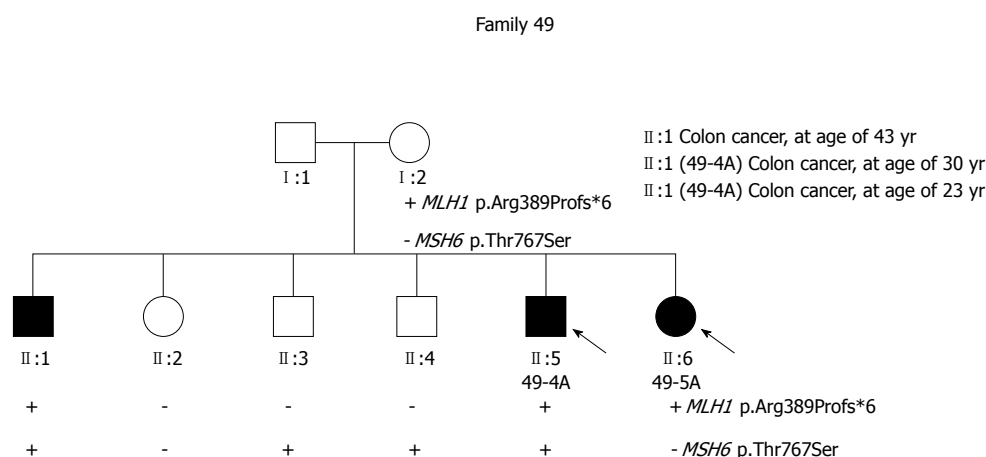 Family 49
Ⅱ:1 Colon cancer, at age of 43 yr
Ⅱ:1 (49-4A) Colon cancer, at age of 30 yr
Ⅱ:1 (49-4A) Colon cancer, at age of 23 yr
Ⅰ:1 Ⅰ:2
+ MLH1 p.Arg389Profs*6
- MSH6 p.Thr767Ser
Ⅱ:1 Ⅱ:2 Ⅱ:3 Ⅱ:4 Ⅱ:5 Ⅱ:6
49-4A 49-5A
+ - - - + + MLH1 p.Arg389Profs*6
+ - + + + - MSH6 p.Thr767Ser